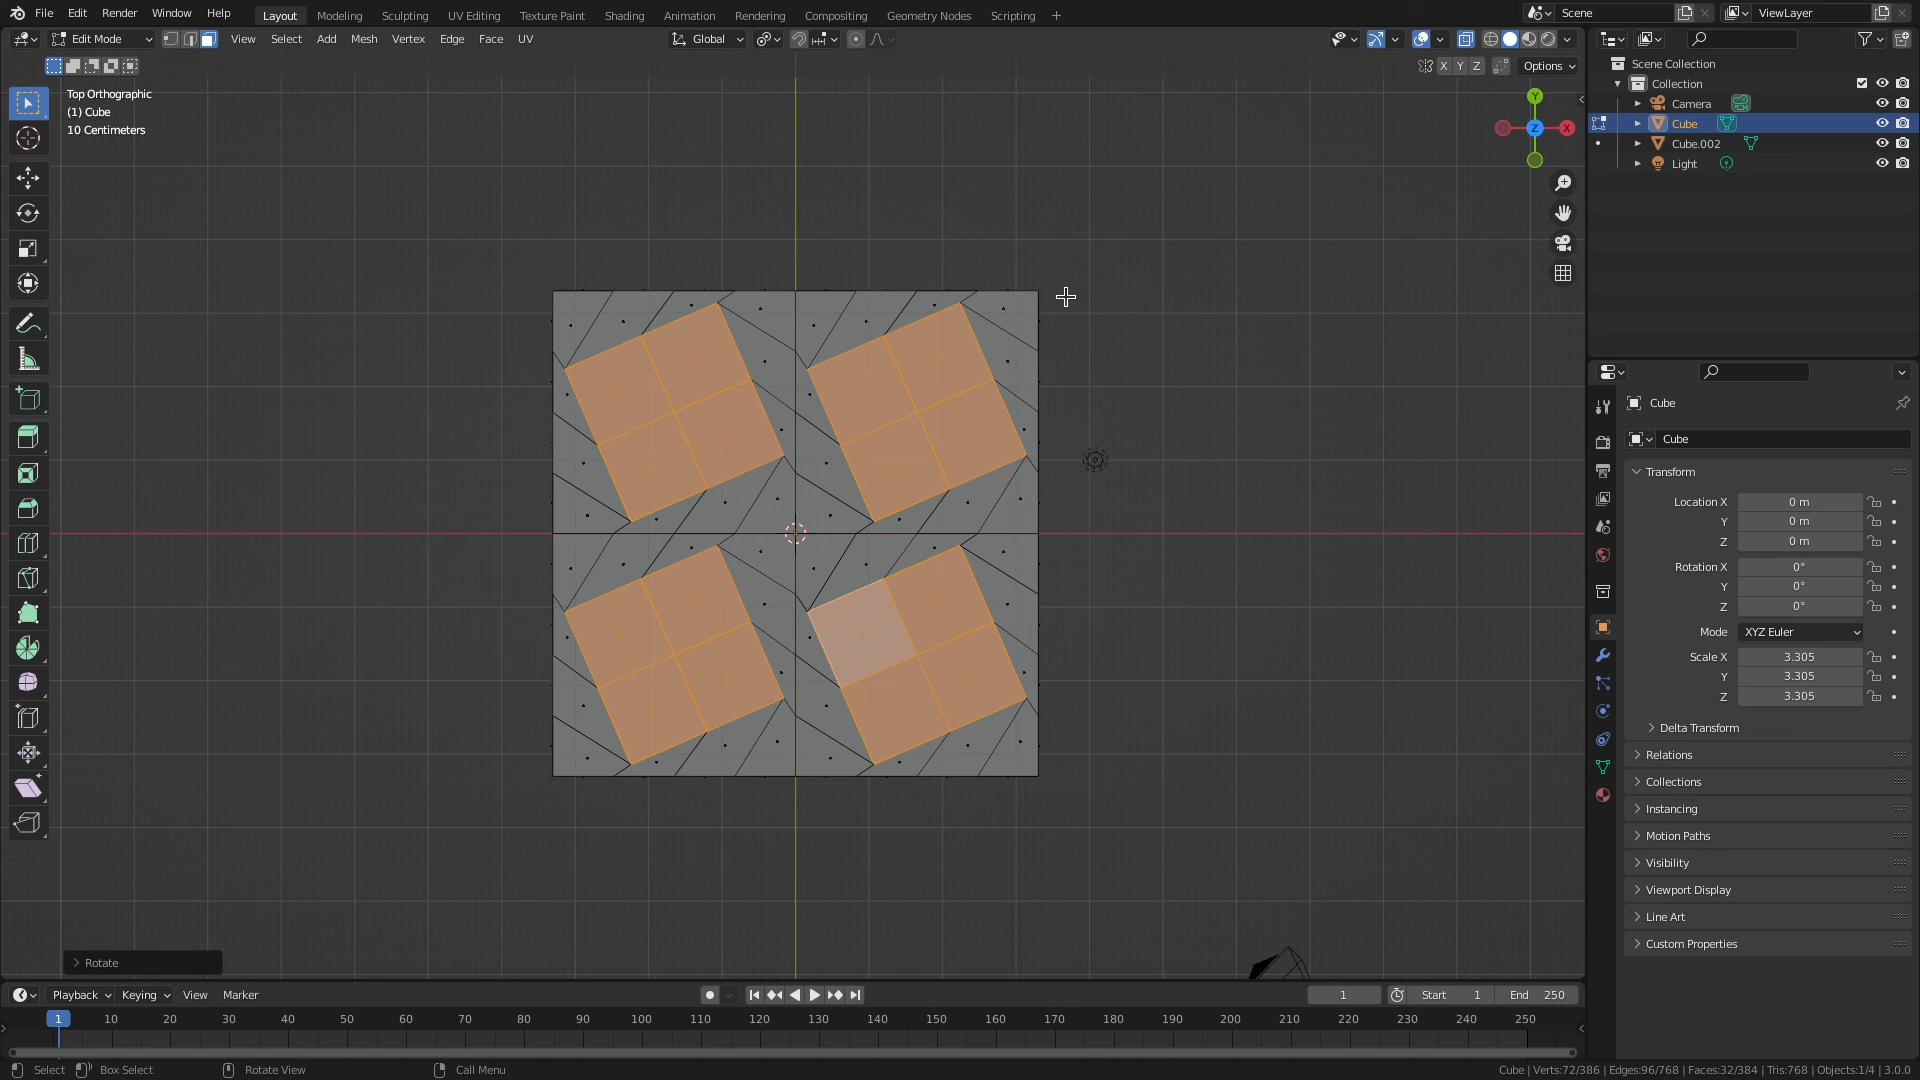 File Edit Render Window Help Layout Modeling Sculpting UV Editing Texture Paint Shading Animation Rendering Compositing Geometry Nodes Scripting + Scene ViewLayer
Edit Mode View Select Add Mesh Vertex Edge Face UV Global
X Y Z Options
Top Orthographic
(1) Cube
10 Centimeters
Y
Z
X
Scene Collection
Collection
Camera
Cube
Cube.002
Light
Cube
Cube
Transform
Location X 0 m
Y 0 m
Z 0 m
Rotation X 0°
Y 0°
Z 0°
Mode XYZ Euler
Scale X 3.305
Y 3.305
Z 3.305
Delta Transform
Relations
Collections
Instancing
Motion Paths
Visibility
Viewport Display
Line Art
Custom Properties
Rotate
Playback Keying View Marker 1 Start 1 End 250
1 10 20 30 40 50 60 70 80 90 100 110 120 130 140 150 160 170 180 190 200 210 220 230 240 250
Select Box Select Rotate View Call Menu Cube | Verts:72/386 | Edges:96/768 | Faces:32/384 | Tris:768 | Objects:1/4 | 3.0.0